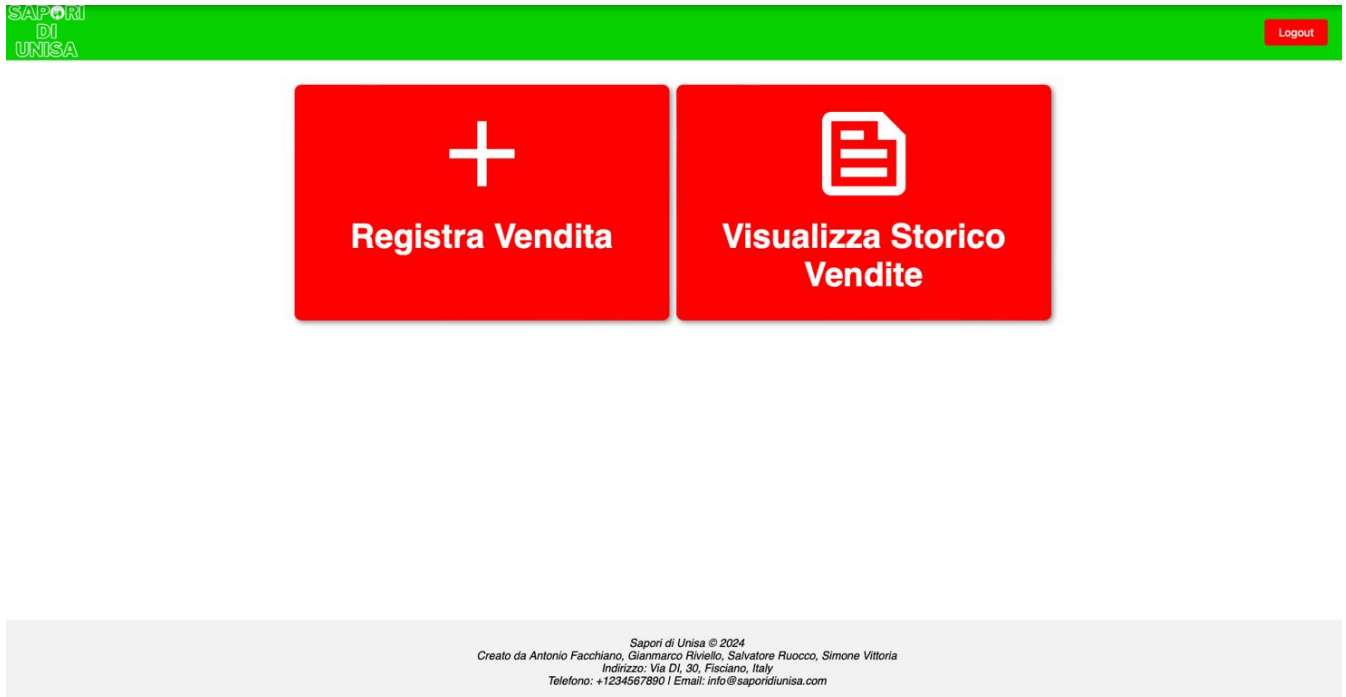 SAPORI
DI
UNISA
Logout
Registra Vendita
Visualizza Storico
Vendite
Sapori di Unisa © 2024
Creato da Antonio Facchiano, Gianmarco Riviello, Salvatore Ruocco, Simone Vittoria
Indirizzo: Via DI, 30, Fisciano, Italy
Telefono: +1234567890 | Email: info@saporidiunisa.com